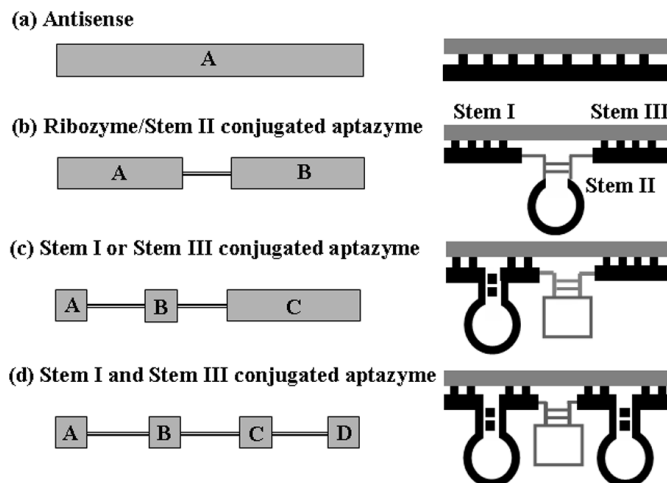 (a) Antisense
A
Stem I Stem III
(b) Ribozyme/Stem II conjugated aptazyme
A B
Stem II
(c) Stem I or Stem III conjugated aptazyme
A B C
(d) Stem I and Stem III conjugated aptazyme
A B C D